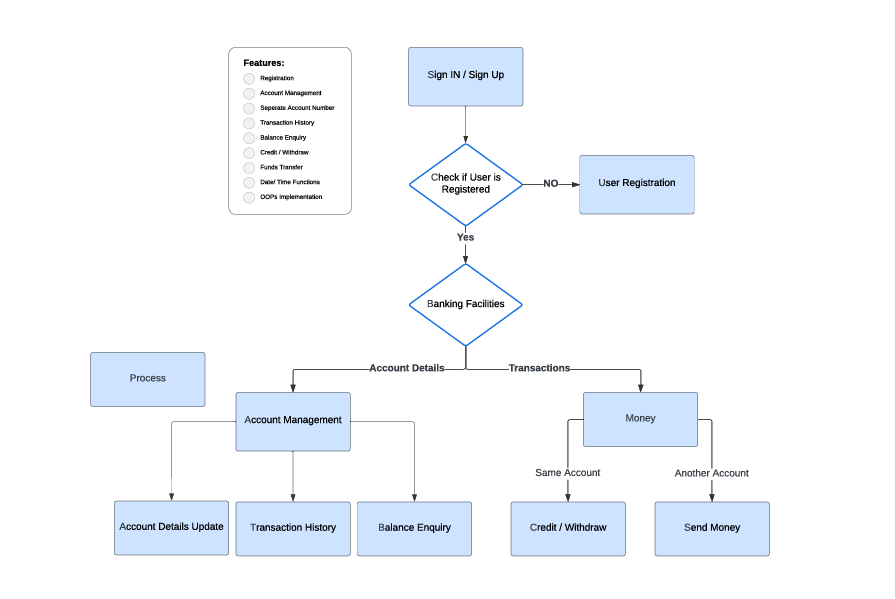 Features:
Registration
Account Management
Seperate Account Number
Transaction History
Balance Enquiry
Credit / Withdraw
Funds Transfer
Date/ Time Functions
OOPs Implementation
Sign IN / Sign Up
Check if User is
Registered
NO
User Registration
Yes
Banking Facilities
Account Details
Transactions
Process
Account Management
Money
Same Account
Another Account
Account Details Update
Transaction History
Balance Enquiry
Credit / Withdraw
Send Money